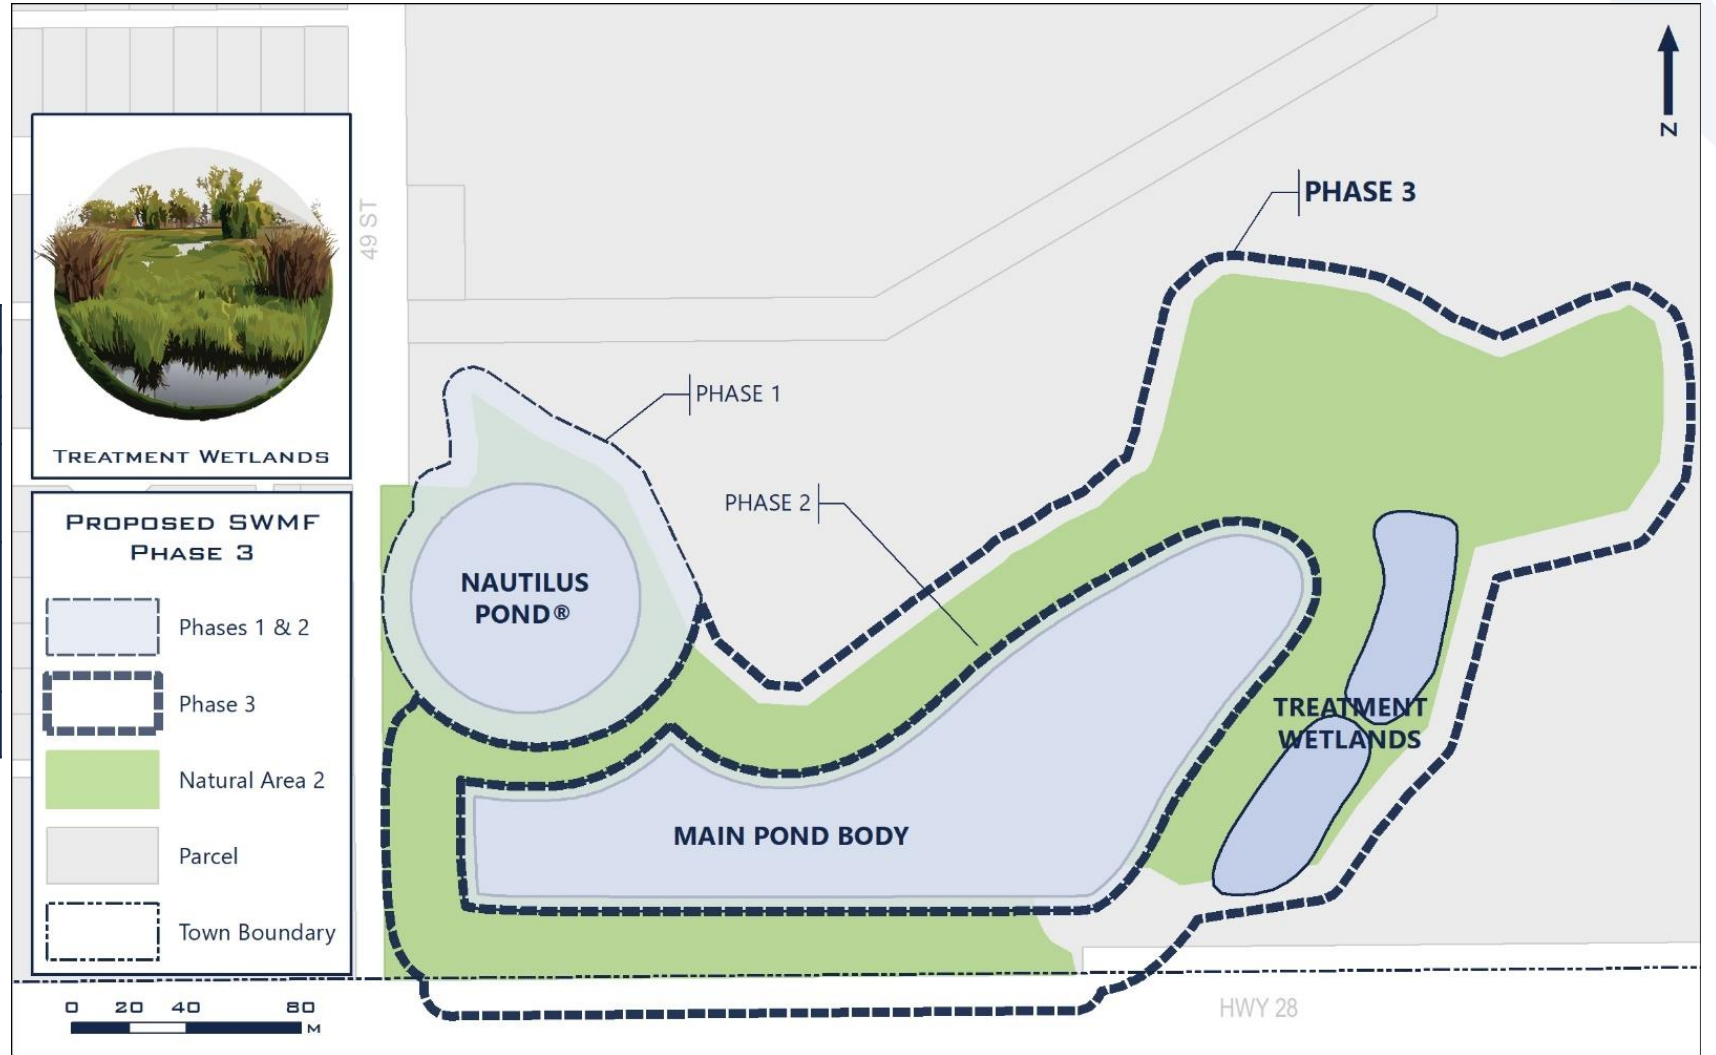 N
PHASE 3
49 ST
PHASE 1
TREATMENT WETLANDS
PHASE 2
PROPOSED SWMF
PHASE 3
NAUTILUS
POND®
Phases 1 & 2
Phase 3
TREATMENT
WETLANDS
Natural Area 2
MAIN POND BODY
Parcel
Town Boundary
0 20 40 80
M
HWY 28